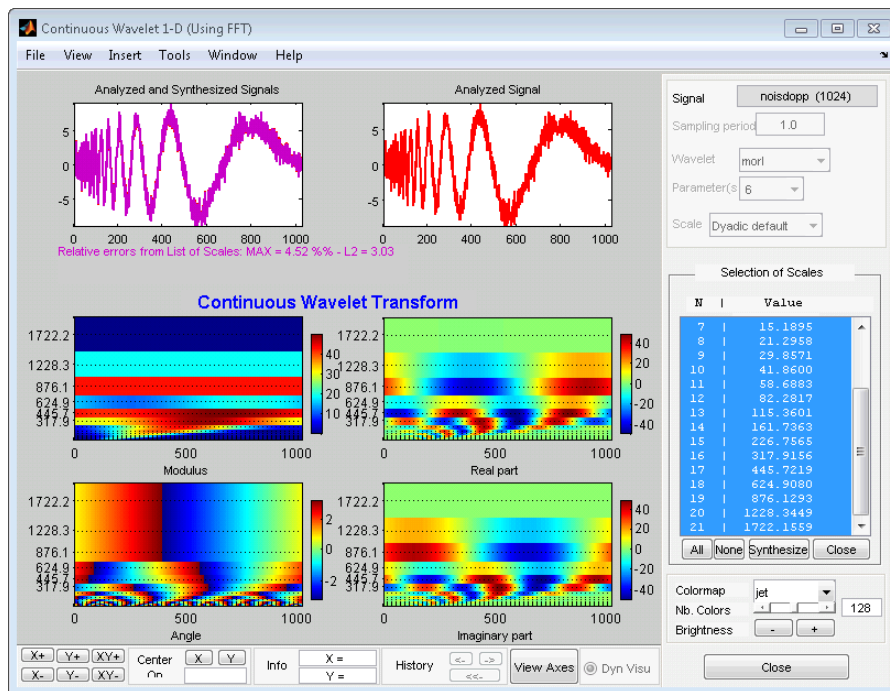 Continuous Wavelet 1-D (Using FFT)
File View Insert Tools Window Help
Analyzed and Synthesized Signals
5
0
-5
0 200 400 600 800 1000
Relative errors from List of Scales: MAX = 4.52 %% - L2 = 3.03
Analyzed Signal
5
0
-5
0 200 400 600 800 1000
Continuous Wavelet Transform
1722.2
1228.3
876.1
624.9
445.7
317.9
0 500 1000
Modulus
40
30
20
10
1722.2
1228.3
876.1
624.9
445.7
317.9
0 500 1000
Real part
40
20
0
-20
-40
1722.2
1228.3
876.1
624.9
445.7
317.9
0 500 1000
Angle
2
0
-2
1722.2
1228.3
876.1
624.9
445.7
317.9
0 500 1000
Imaginary part
40
20
0
-20
-40
Signal noisdopp (1024)
Sampling period 1.0
Wavelet morl
Parameter(s 6
Scale Dyadic default
Selection of Scales
N | Value
7 | 15.1895
8 | 21.2958
9 | 29.8571
10 | 41.8600
11 | 58.6883
12 | 82.2817
13 | 115.3601
14 | 161.7363
15 | 226.7565
16 | 317.9156
17 | 445.7219
18 | 624.9080
19 | 876.1293
20 | 1228.3449
21 | 1722.1559
All None Synthesize Close
Colormap jet
Nb. Colors 128
Brightness - +
Close
X+ Y+ XY+
X- Y- XY-
Center X Y
Info X =
Y =
History <- ->
<<-
View Axes
Dyn Visu